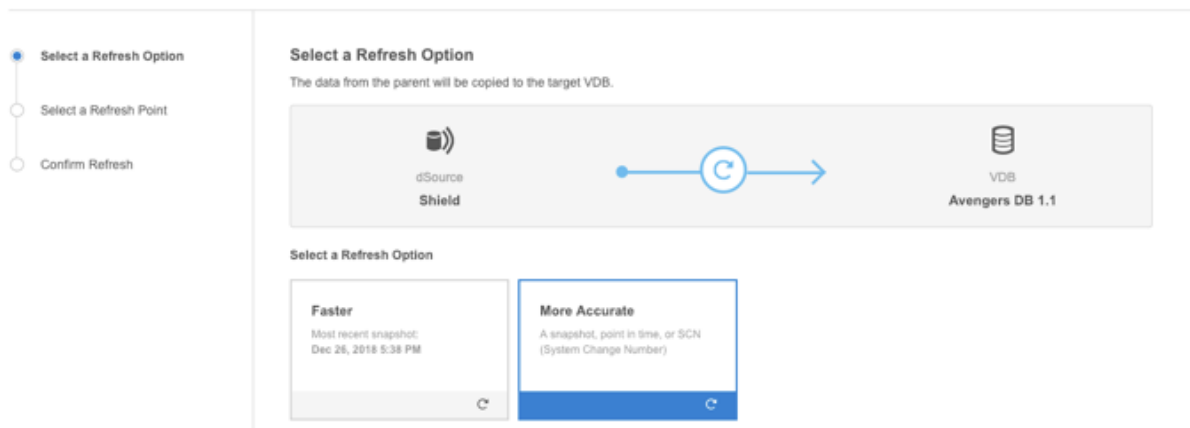 Select a Refresh Option
Select a Refresh Point
Confirm Refresh
Select a Refresh Option
The data from the parent will be copied to the target VDB.
dSource
Shield
VDB
Avengers DB 1.1
Select a Refresh Option
Faster
Most recent snapshot:
Dec 26, 2018 5:38 PM
More Accurate
A snapshot, point in time, or SCN
(System Change Number)